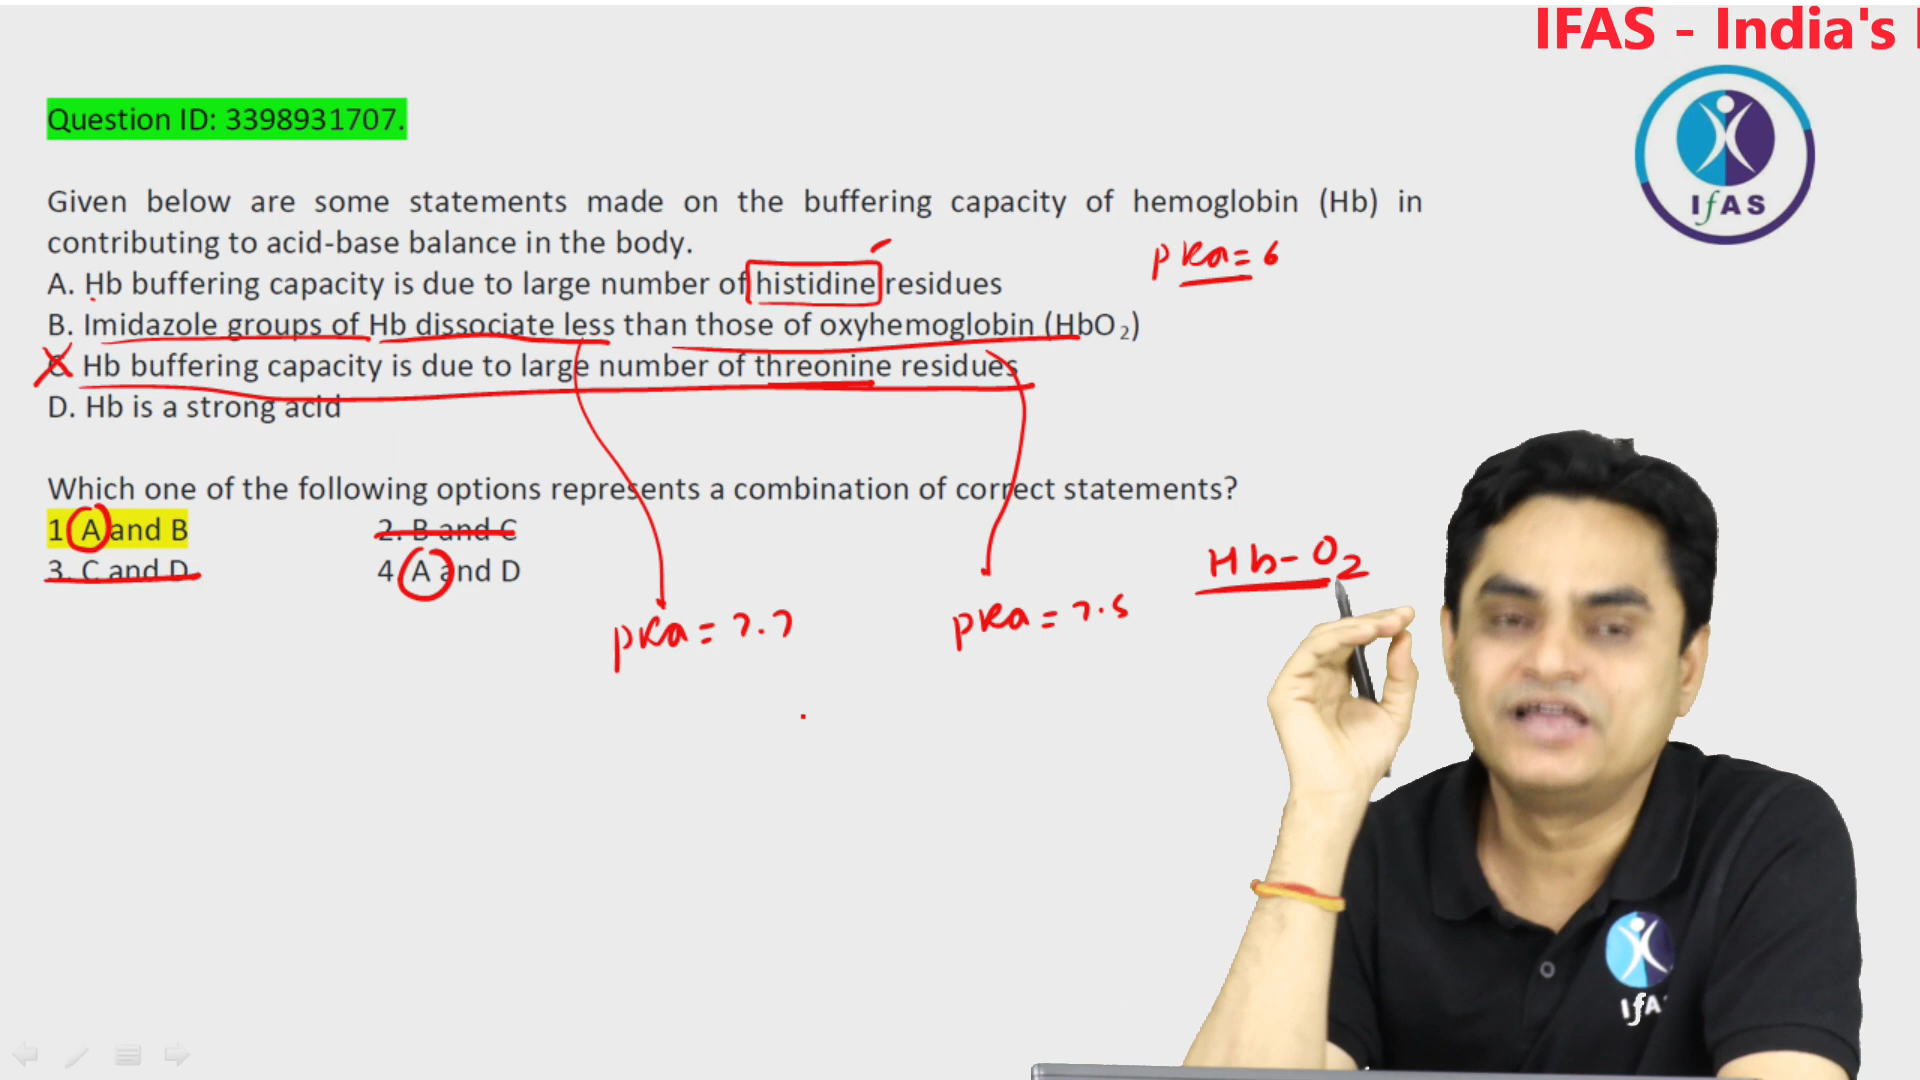 IFAS - India's
IfAS
Question ID: 3398931707.
Given below are some statements made on the buffering capacity of hemoglobin (Hb) in
contributing to acid-base balance in the body.
pKa = 6
A. Hb buffering capacity is due to large number of histidine residues
B. Imidazole groups of Hb dissociate less than those of oxyhemoglobin (HbO₂)
C. Hb buffering capacity is due to large number of threonine residues
D. Hb is a strong acid
Which one of the following options represents a combination of correct statements?
1. A and B 2. B and C
3. C and D 4. A and D
Hb-O₂
pKa = 7.7 pKa = 7.5
IfA